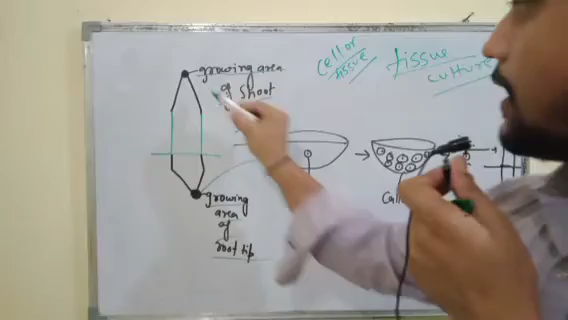 cell or
tissue
tissue
culture
growing area
of
shoot
growing
area
of
root tip
Call